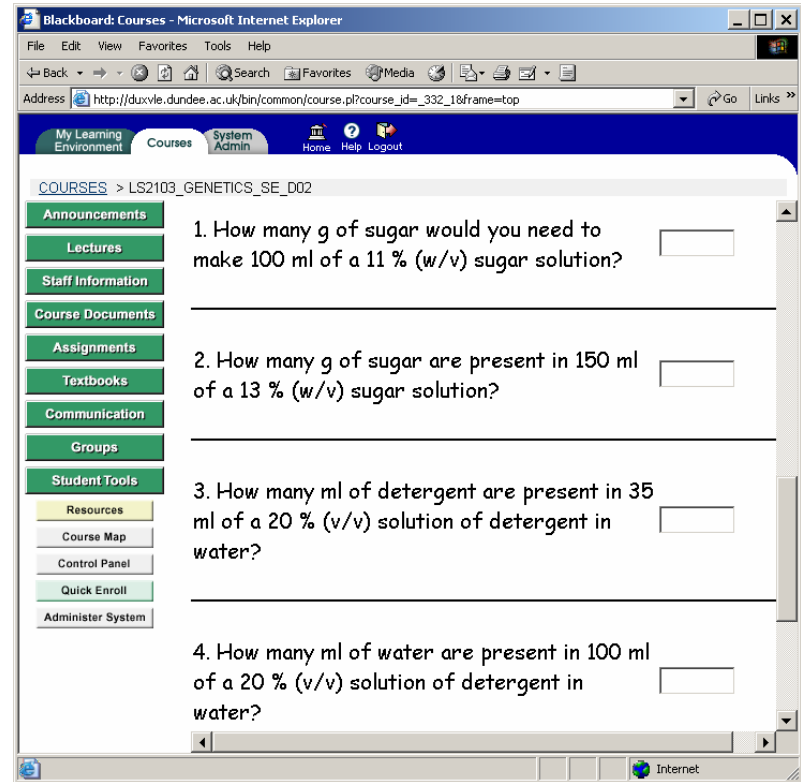 Blackboard: Courses - Microsoft Internet Explorer
File Edit View Favorites Tools Help
Back Search Favorites Media
Address http://duxvle.dundee.ac.uk/bin/common/course.pl?course_id=_332_1&frame=top Go Links »
My Learning Environment Courses System Admin Home Help Logout
COURSES > LS2103_GENETICS_SE_D02
Announcements
Lectures
Staff Information
Course Documents
Assignments
Textbooks
Communication
Groups
Student Tools
Resources
Course Map
Control Panel
Quick Enroll
Administer System
1. How many g of sugar would you need to
make 100 ml of a 11 % (w/v) sugar solution?
2. How many g of sugar are present in 150 ml
of a 13 % (w/v) sugar solution?
3. How many ml of detergent are present in 35
ml of a 20 % (v/v) solution of detergent in
water?
4. How many ml of water are present in 100 ml
of a 20 % (v/v) solution of detergent in
water?
Internet